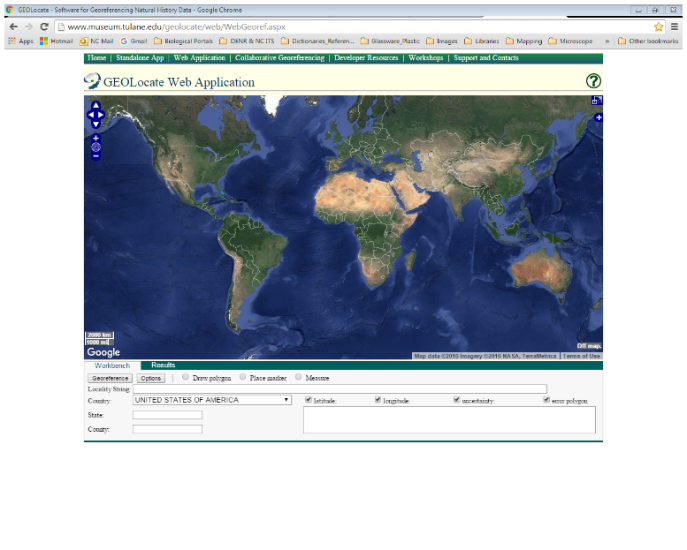 GEOLocate - Software for Georeferencing Natural History Data - Google Chrome
www.museum.tulane.edu/geolocate/web/WebGeoref.aspx
Apps Hotmail NC Mail G Gmail Biological Portals DENR & NC ITS Dictionaries_Referen... Glassware_Plastic Images Libraries Mapping Microscope » Other bookmarks
Home | Standalone App | Web Application | Collaborative Georeferencing | Developer Resources | Workshops | Support and Contacts
GEOLocate Web Application ?
2000 km
1000 mi
Off map.
Google
Map data ©2016 Imagery ©2016 NASA, TerraMetrics Terms of Use
Workbench Results
Georeference Options | Draw polygon Place marker Measure
Locality String:
Country: UNITED STATES OF AMERICA latitude: longitude: uncertainty: error polygon
State:
County: